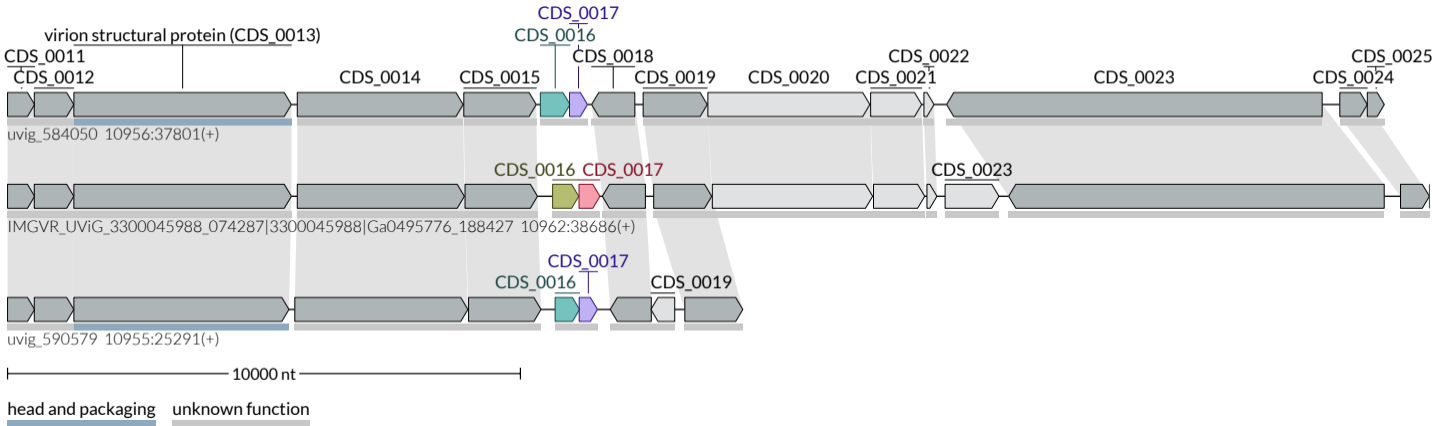 CDS_0017
virion structural protein (CDS_0013) CDS_0016
CDS_0011 CDS_0018 CDS_0022 CDS_0025
CDS_0012 CDS_0014 CDS_0015 CDS_0019 CDS_0020 CDS_0021 CDS_0023 CDS_0024
uvig_584050 10956:37801(+)
CDS_0016 CDS_0017 CDS_0023
IMGVR_UViG_3300045988_074287|3300045988|Ga0495776_188427 10962:38686(+)
CDS_0017
CDS_0016 CDS_0019
uvig_590579 10955:25291(+)
10000 nt
head and packaging unknown function